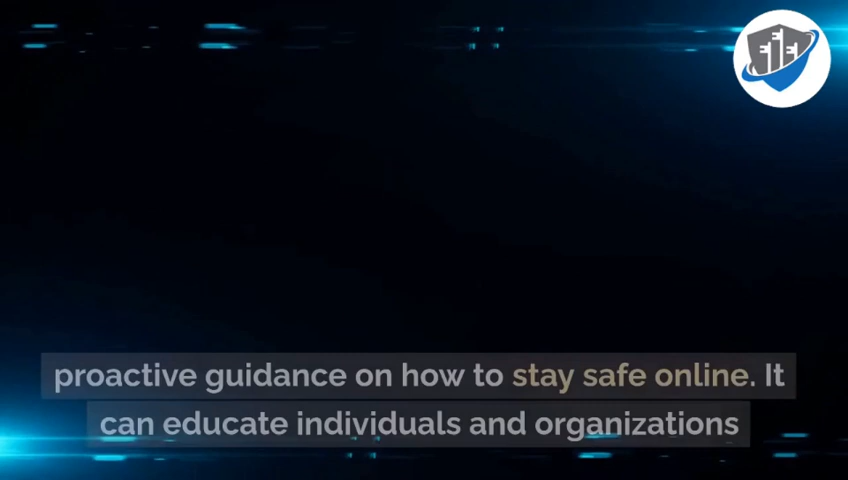 proactive guidance on how to stay safe online. It
can educate individuals and organizations